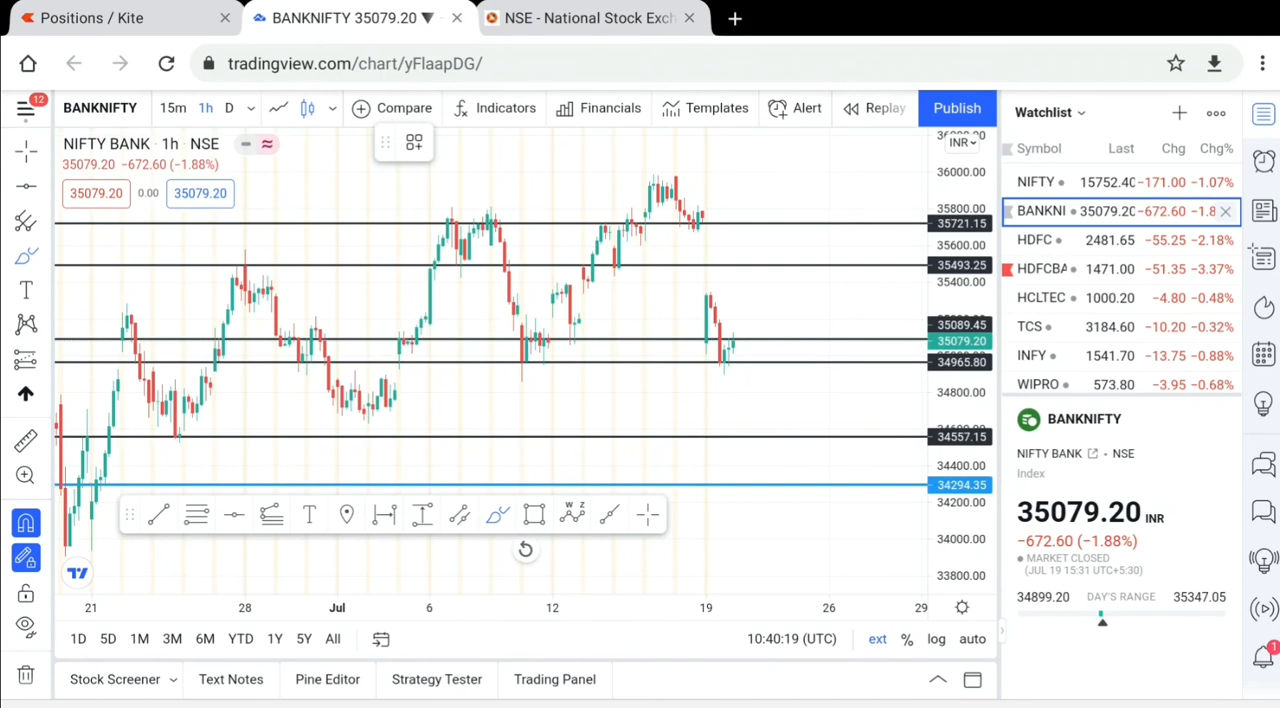 Positions / Kite
BANKNIFTY 35079.20 ▼
NSE - National Stock Exch
tradingview.com/chart/yFlaapDG/
12
BANKNIFTY
15m
1h
D
Compare
Indicators
Financials
Templates
Alert
Replay
Publish
Watchlist
NIFTY BANK · 1h · NSE
35079.20 −672.60 (−1.88%)
35079.20
0.00
35079.20
INR
36000.00
35800.00
35721.15
35600.00
35493.25
35400.00
35089.45
35079.20
34965.80
34800.00
34557.15
34400.00
34294.35
34200.00
34000.00
33800.00
Symbol Last Chg Chg%
NIFTY 15752.40 −171.00 −1.07%
BANKNI 35079.20 −672.60 −1.8
HDFC 2481.65 −55.25 −2.18%
HDFCBA 1471.00 −51.35 −3.37%
HCLTEC 1000.20 −4.80 −0.48%
TCS 3184.60 −10.20 −0.32%
INFY 1541.70 −13.75 −0.88%
WIPRO 573.80 −3.95 −0.68%
BANKNIFTY
NIFTY BANK • NSE
Index
35079.20 INR
−672.60 (−1.88%)
MARKET CLOSED
(JUL 19 15:31 UTC+5:30)
34899.20 DAY'S RANGE 35347.05
T
T
W Z
21 28 Jul 6 12 19 26 29
1D 5D 1M 3M 6M YTD 1Y 5Y All
10:40:19 (UTC) ext % log auto
Stock Screener Text Notes Pine Editor Strategy Tester Trading Panel
1